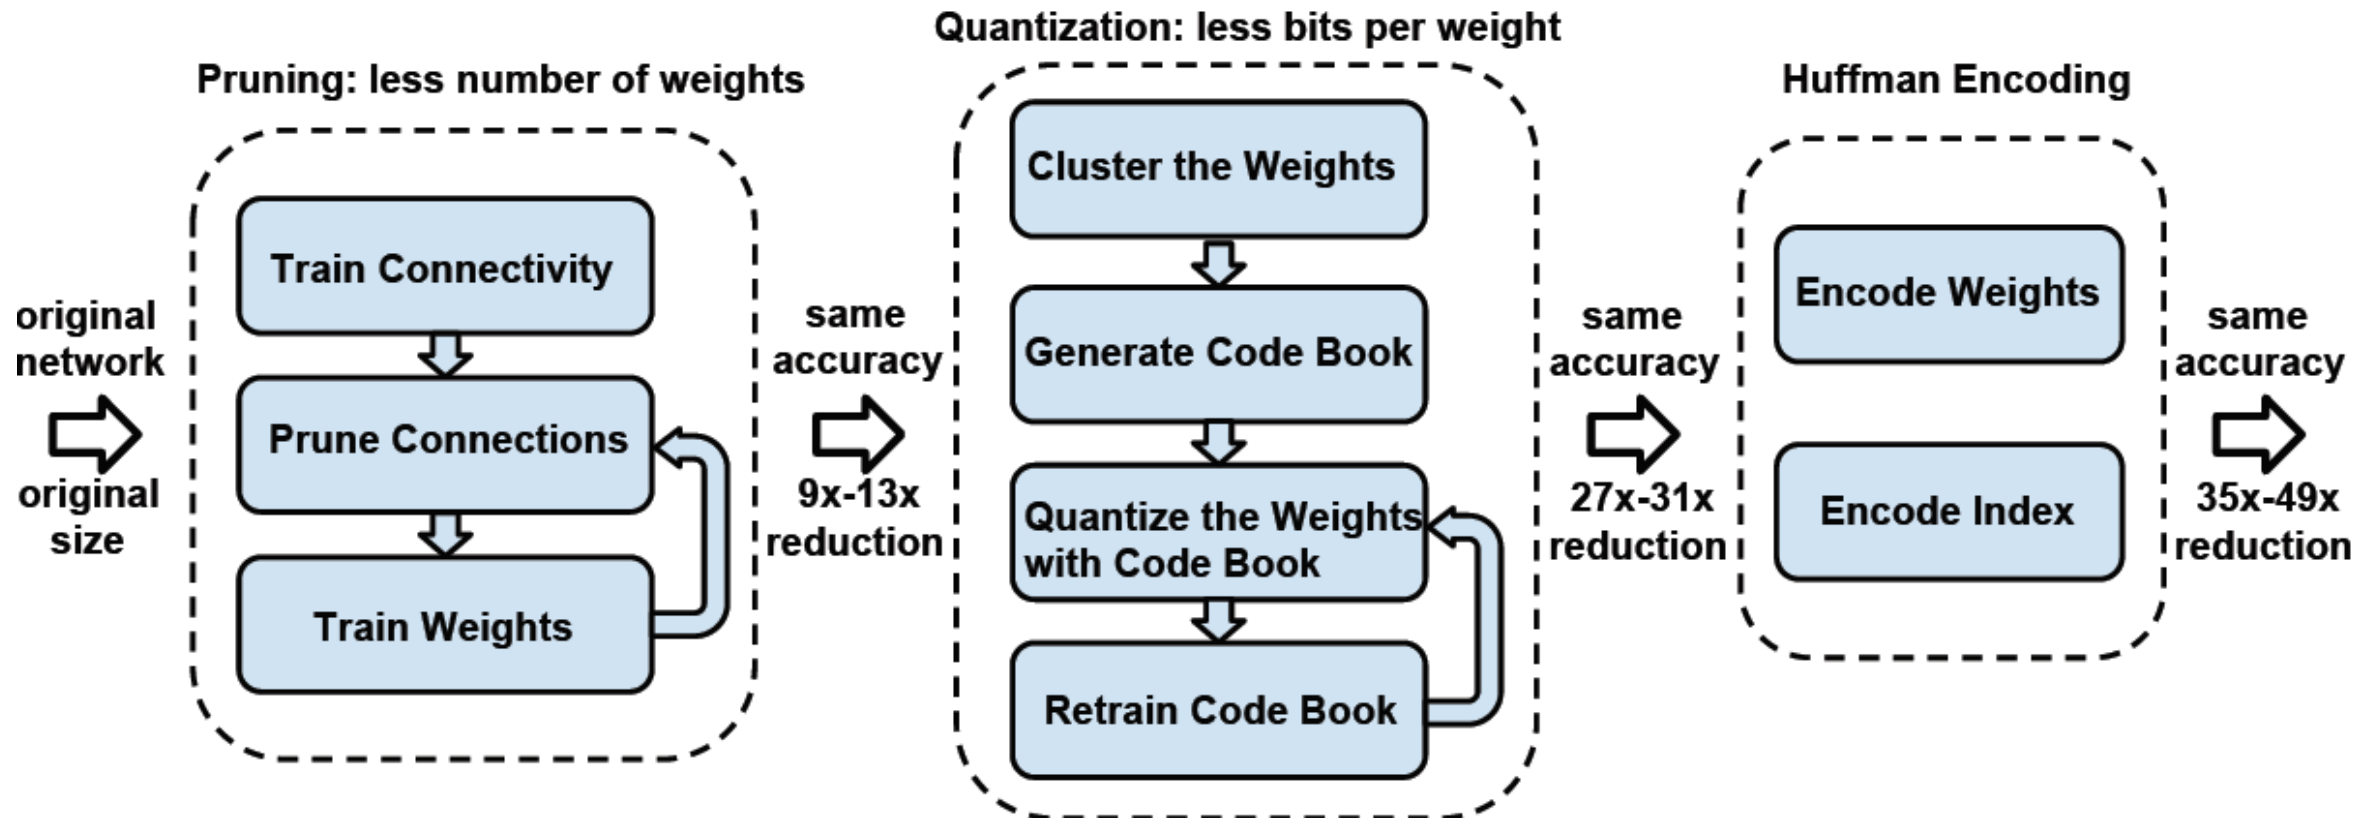 original
network
original
size
Pruning: less number of weights
Train Connectivity
Prune Connections
Train Weights
same
accuracy
9x-13x
reduction
Quantization: less bits per weight
Cluster the Weights
Generate Code Book
Quantize the Weights
with Code Book
Retrain Code Book
same
accuracy
27x-31x
reduction
Huffman Encoding
Encode Weights
Encode Index
same
accuracy
35x-49x
reduction